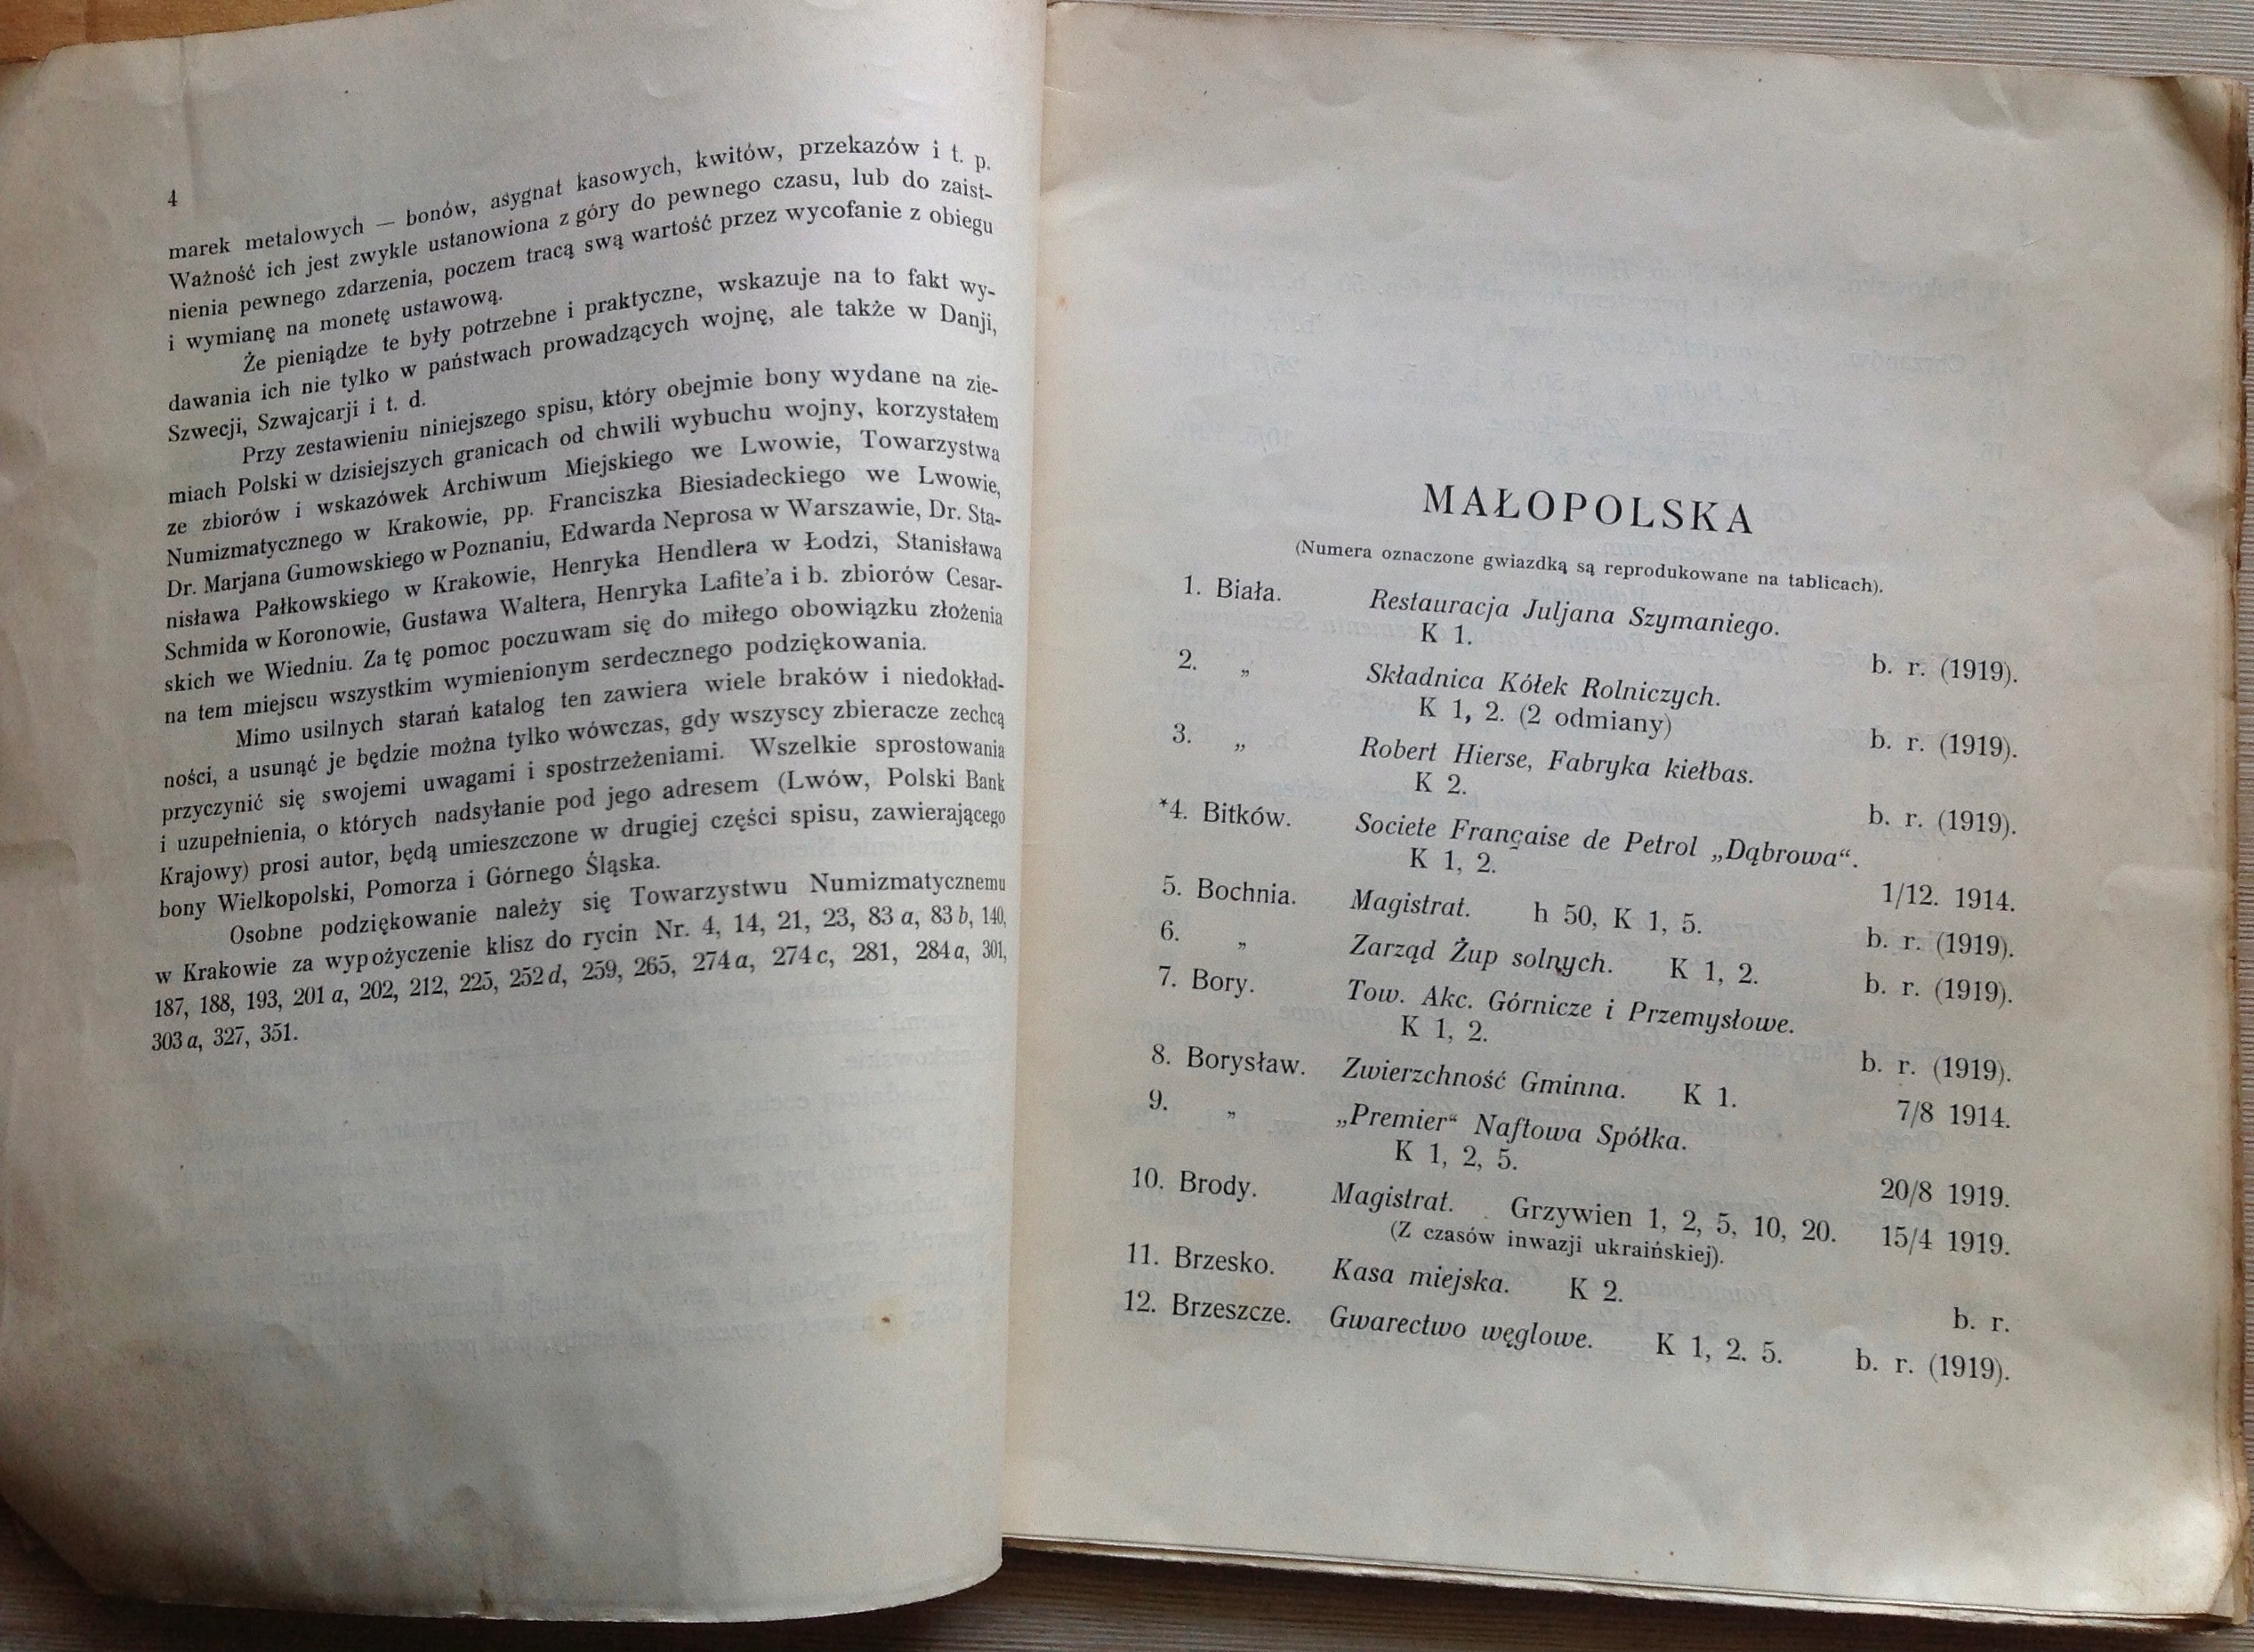 4
marek metalowych — bonów, asygnat kasowych, kwitów, przekazów i t. p.
Ważność ich jest zwykle ustanowiona z góry do pewnego czasu, lub do zaist-
nienia pewnego zdarzenia, poczem tracą swą wartość przez wycofanie z obiegu
i wymianę na monetę ustawową.
Że pieniądze te były potrzebne i praktyczne, wskazuje na to fakt wy-
dawania ich nie tylko w państwach prowadzących wojnę, ale także w Danji,
Szwecji, Szwajcarji i t. d.
Przy zestawieniu niniejszego spisu, który obejmie bony wydane na zie-
miach Polski w dzisiejszych granicach od chwili wybuchu wojny, korzystałem
ze zbiorów i wskazówek Archiwum Miejskiego we Lwowie, Towarzystwa
Numizmatycznego w Krakowie, pp. Franciszka Biesiadeckiego we Lwowie,
Dr. Marjana Gumowskiego w Poznaniu, Edwarda Neprosa w Warszawie, Dr. Sta-
nisława Pałkowskiego w Krakowie, Henryka Hendlera w Łodzi, Stanisława
Schmida w Koronowie, Gustawa Waltera, Henryka Lafite'a i b. zbiorów Cesar-
skich we Wiedniu. Za tę pomoc poczuwam się do miłego obowiązku złożenia
na tem miejscu wszystkim wymienionym serdecznego podziękowania.
Mimo usilnych starań katalog ten zawiera wiele braków i niedokład-
ności, a usunąć je będzie można tylko wówczas, gdy wszyscy zbieracze zechcą
przyczynić się swojemi uwagami i spostrzeżeniami. Wszelkie sprostowania
i uzupełnienia, o których nadsyłanie pod jego adresem (Lwów, Polski Bank
Krajowy) prosi autor, będą umieszczone w drugiej części spisu, zawierającego
bony Wielkopolski, Pomorza i Górnego Śląska.
Osobne podziękowanie należy się Towarzystwu Numizmatycznemu
w Krakowie za wypożyczenie klisz do rycin Nr. 4, 14, 21, 23, 83 a, 83 b, 140,
187, 188, 193, 201 a, 202, 212, 225, 252 d, 259, 265, 274 a, 274 c, 281, 284 a, 301,
303 a, 327, 351.
MAŁOPOLSKA
(Numera oznaczone gwiazdką są reprodukowane na tablicach).
1. Biała. Restauracja Juljana Szymaniego.
K 1. b. r. (1919).
2. „ Składnica Kółek Rolniczych.
K 1, 2. (2 odmiany) b. r. (1919).
3. „ Robert Hierse, Fabryka kiełbas.
K 2. b. r. (1919).
*4. Bitków. Societe Française de Petrol „Dąbrowa“.
K 1, 2. 1/12. 1914.
5. Bochnia. Magistrat. h 50, K 1, 5. b. r. (1919).
6. „ Zarząd Żup solnych. K 1, 2. b. r. (1919).
7. Bory. Tow. Akc. Górnicze i Przemysłowe.
K 1, 2. b. r. (1919).
8. Borysław. Zwierzchność Gminna. K 1. 7/8 1914.
9. „ „Premier“ Naftowa Spółka.
K 1, 2, 5. 20/8 1919.
10. Brody. Magistrat. Grzywien 1, 2, 5, 10, 20. 15/4 1919.
(Z czasów inwazji ukraińskiej).
11. Brzesko. Kasa miejska. K 2. b. r.
12. Brzeszcze. Gwarectwo węglowe. K 1, 2. 5. b. r. (1919).